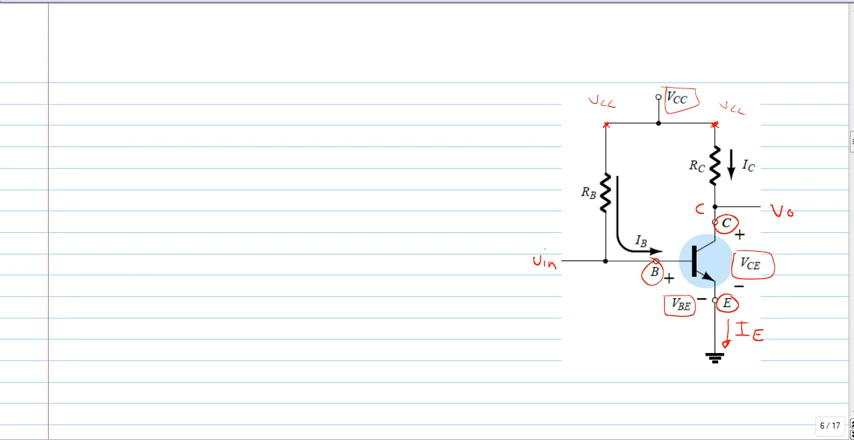 VCC
VCC
VCC
RC
IC
RB
C
Vo
C
+
IB
Vin
B
+
VCE
−
VBE
−
E
IE
6 / 17